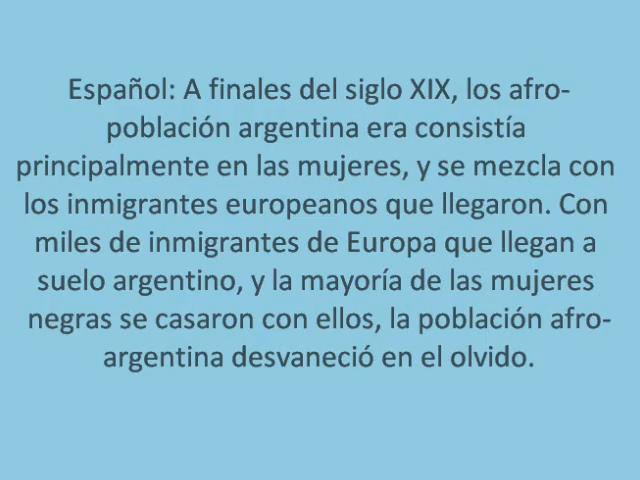 Español: A finales del siglo XIX, los afro-
población argentina era consistía
principalmente en las mujeres, y se mezcla con
los inmigrantes europeanos que llegaron. Con
miles de inmigrantes de Europa que llegan a
suelo argentino, y la mayoría de las mujeres
negras se casaron con ellos, la población afro-
argentina desvaneció en el olvido.